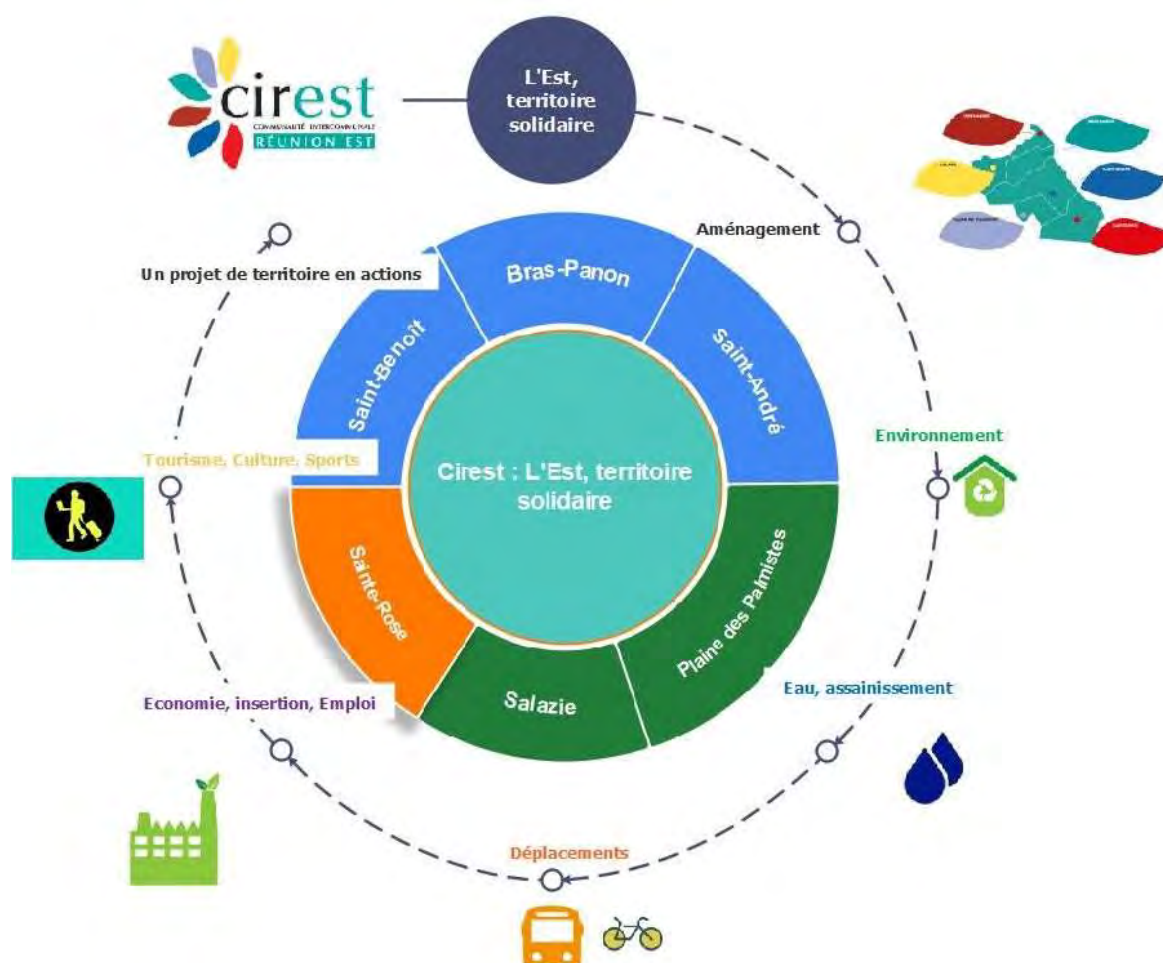 cirest
COMMUNAUTÉ INTERCOMMUNALE
RÉUNION EST
L'Est,
territoire
solidaire
Aménagement
Un projet de territoire en actions
Bras-Panon
Saint-Benoît
Saint-André
Environnement
Tourisme, Culture, Sports
Cirest : L'Est, territoire
solidaire
Sainte-Rose
Plaine des Palmistes
Salazie
Eau, assainissement
Economie, insertion, Emploi
Déplacements